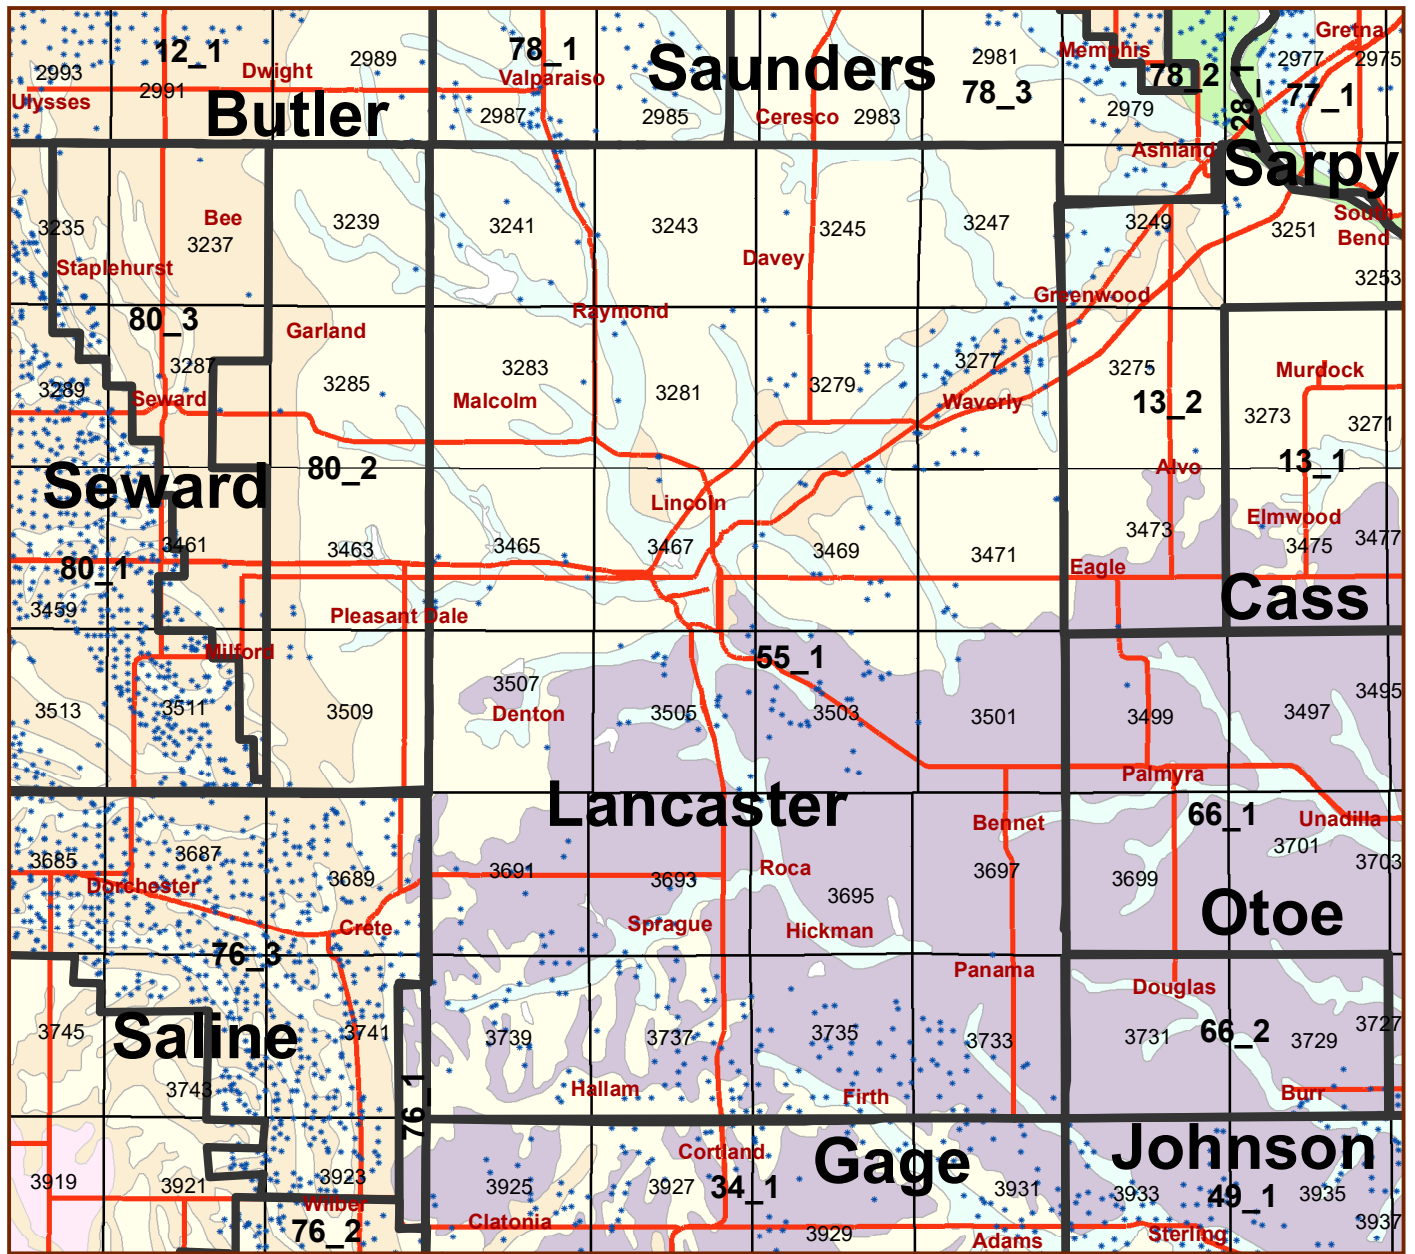 Gretna
12_1
78_1
Saunders
2981
Memphis
2977
2975
2993
Dwight
2989
Valparaiso
78_3
78_2
28_1
77_1
Ulysses
2991
Butler
2987
2985
Ceresco
2983
2979
Ashland
Sarpy
3235
Bee
3237
3239
3241
3243
3245
3247
3249
3251
South
Bend
Staplehurst
Davey
3253
80_3
Garland
Raymond
Greenwood
3287
3289
3285
3283
3281
3279
3277
3275
Murdock
Seward
Malcolm
Waverly
13_2
3273
3271
Seward
80_2
Lincoln
Alvo
13_1
Elmwood
3461
3463
3465
3467
3469
3471
3473
3475
3477
80_1
Eagle
Cass
3459
Pleasant Dale
Milford
55_1
3507
3513
3511
3509
Denton
3505
3503
3501
3499
3497
3495
Palmyra
Lancaster
Bennet
66_1
Unadilla
3685
3687
3689
3691
3693
Roca
3695
3697
3699
3701
3703
Dorchester
Crete
Sprague
Hickman
Otoe
76_3
Panama
Douglas
3745
Saline
3741
3739
3737
3735
3733
3731
66_2
3729
3727
3743
76_1
Hallam
Firth
Burr
Cortland
Gage
Johnson
3919
3921
3923
3925
3927
34_1
3931
3933
49_1
3935
Wilber
76_2
Clatonia
3929
Adams
Sterling
3937